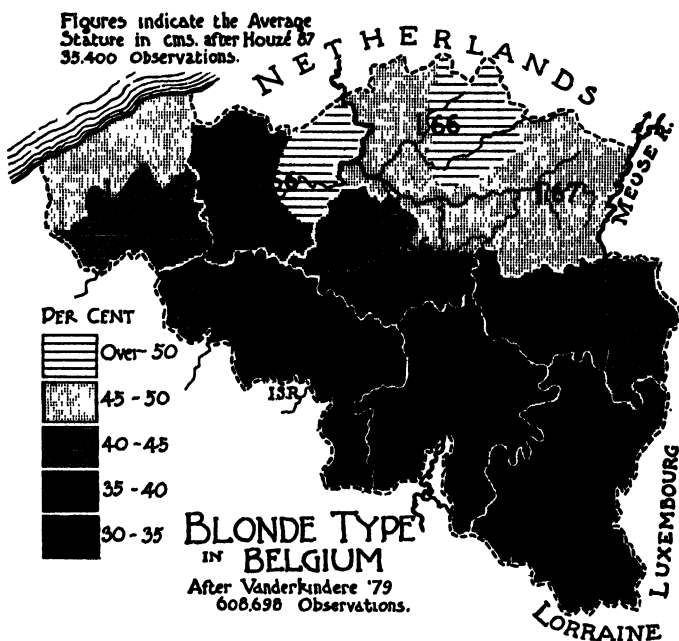 Figures indicate the Average
Stature in cms. after Houzé 87
35.400 Observations.
NETHERLANDS
MEUSE R.
PER CENT
Over 50
45 - 50
40 - 45
35 - 40
30 - 35
I.S.R.
BLONDE TYPE
IN BELGIUM
After Vanderkindere '79
608,698 Observations.
LUXEMBOURG
LORRAINE